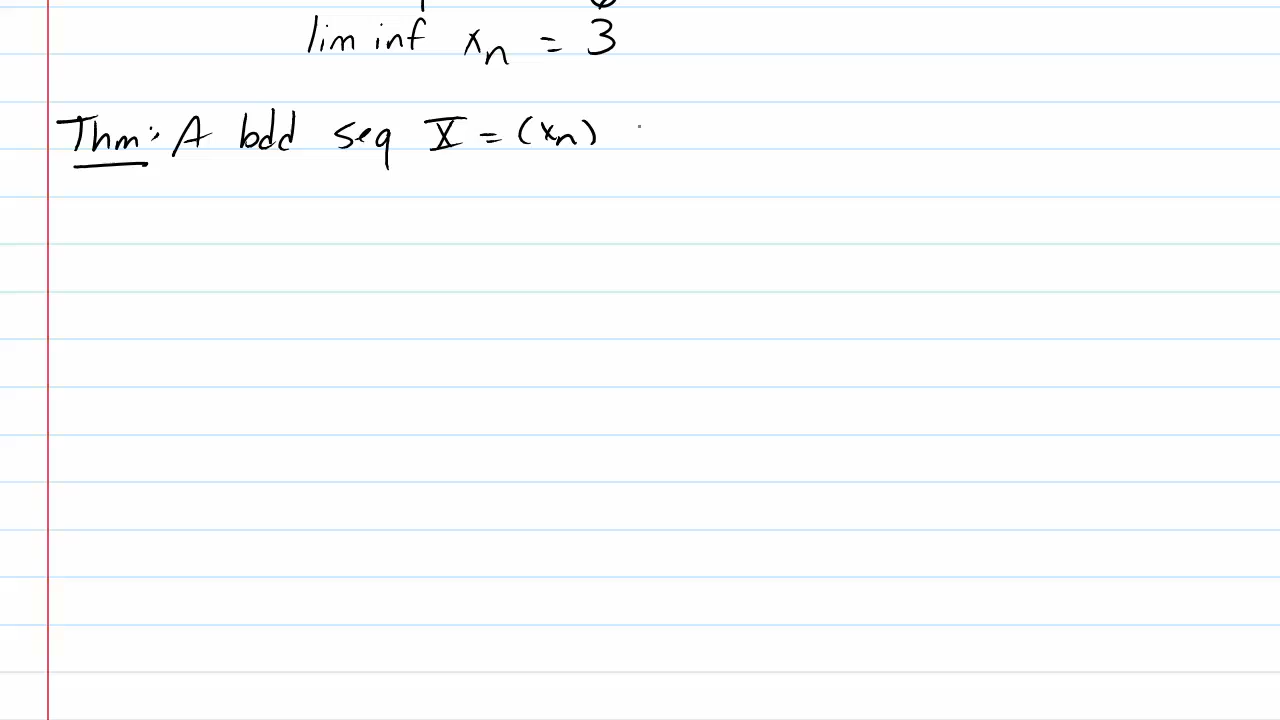 lim inf xn = 3
Thm: A bdd seq X = (xn)